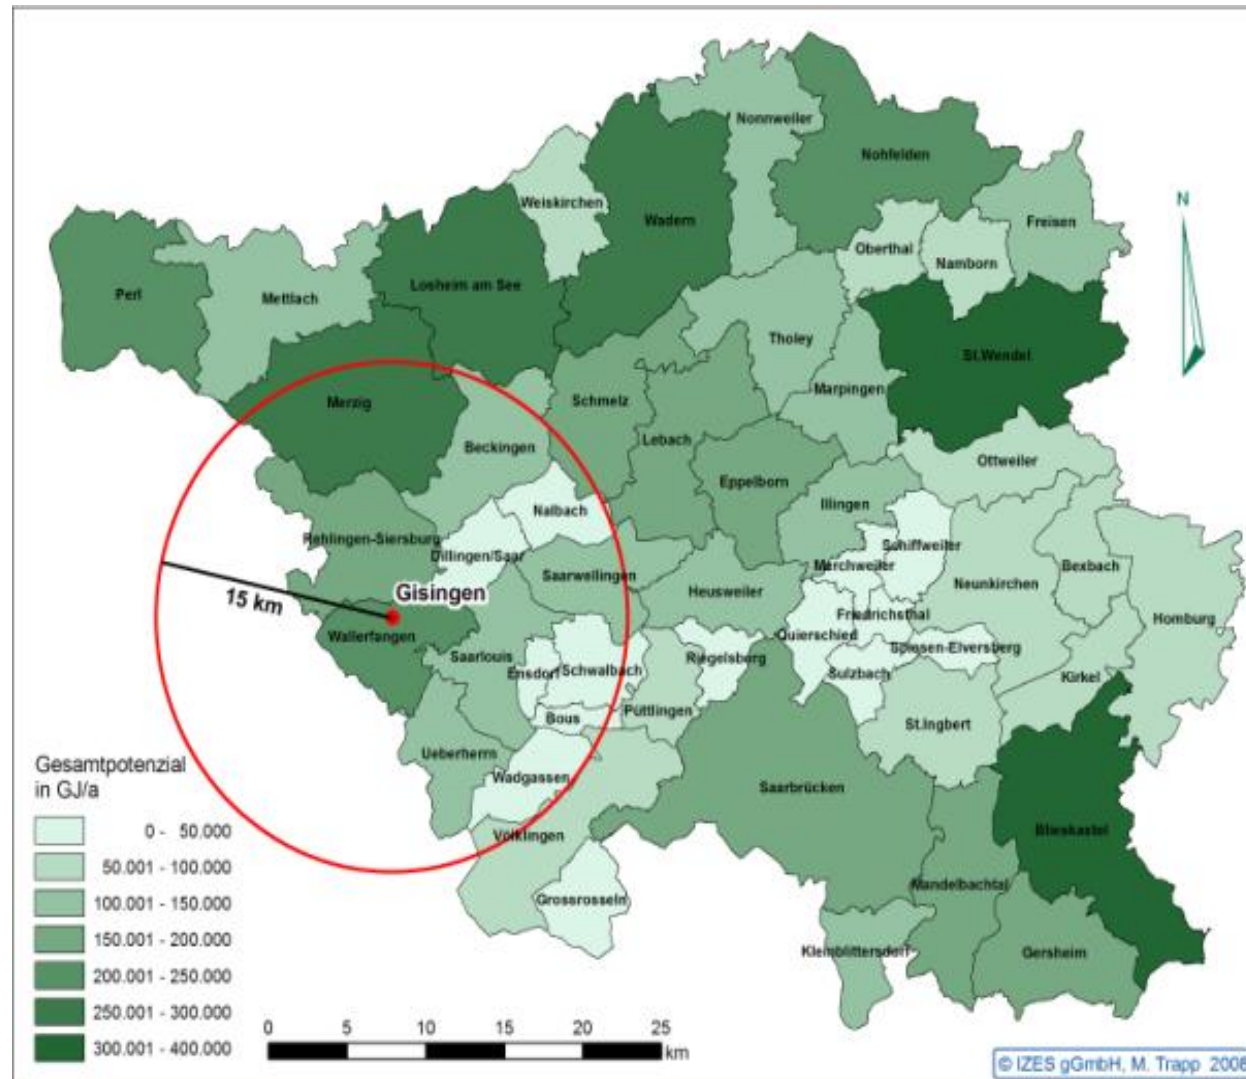 Nonnweiler
Nohfelden
Weiskirchen
Wadern
Freisen
N
Oberthal
Namborn
Perl
Mettlach
Losheim am See
Tholey
St.Wendel
Merzig
Schmelz
Marpingen
Beckingen
Lebach
Ottweiler
Eppelborn
Illingen
Nalbach
Rehlingen-Siersburg
Dillingen/Saar
Schiffweiler
Merchweiler
Saarwellingen
Neunkirchen
Bexbach
Gisingen
15 km
Heusweiler
Friedrichsthal
Homburg
Wallerfangen
Quierschied
Spiesen-Elversberg
Saarlouis
Ensdorf
Schwalbach
Riegelsberg
Sulzbach
Kirkel
Bous
Püttlingen
St.Ingbert
Ueberherrn
Wadgassen
Saarbrücken
Völklingen
Blieskastel
Mandelbachtal
Grossrosseln
Kleinblittersdorf
Gersheim
Gesamtpotenzial
in GJ/a
0 - 50.000
50.001 - 100.000
100.001 - 150.000
150.001 - 200.000
200.001 - 250.000
250.001 - 300.000
300.001 - 400.000
0 5 10 15 20 25
km
© IZES gGmbH, M. Trapp 2008